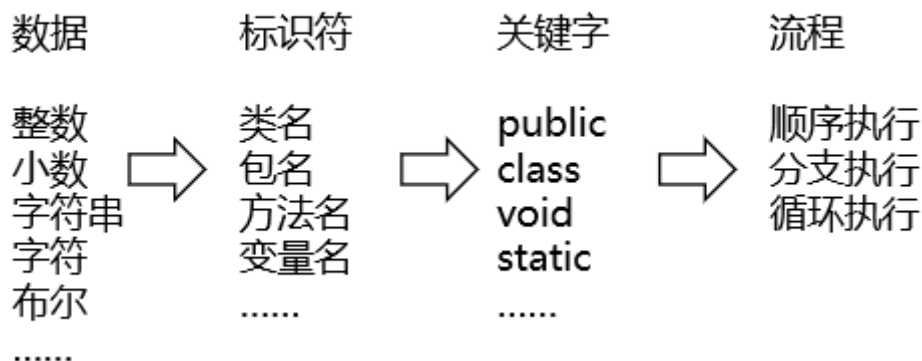 数据 标识符 关键字 流程
整数 类名 public 顺序执行
小数 包名 class 分支执行
字符串 方法名 void 循环执行
字符 变量名 static
布尔 ...... ......
......